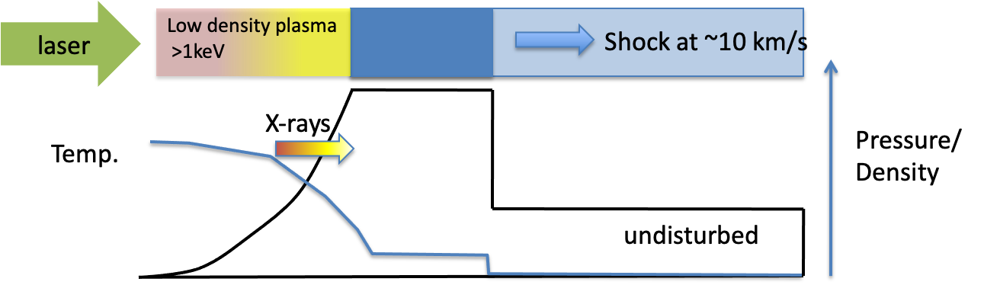 laser
Low density plasma
>1keV
Shock at ~10 km/s
X-rays
Temp.
Pressure/
Density
undisturbed